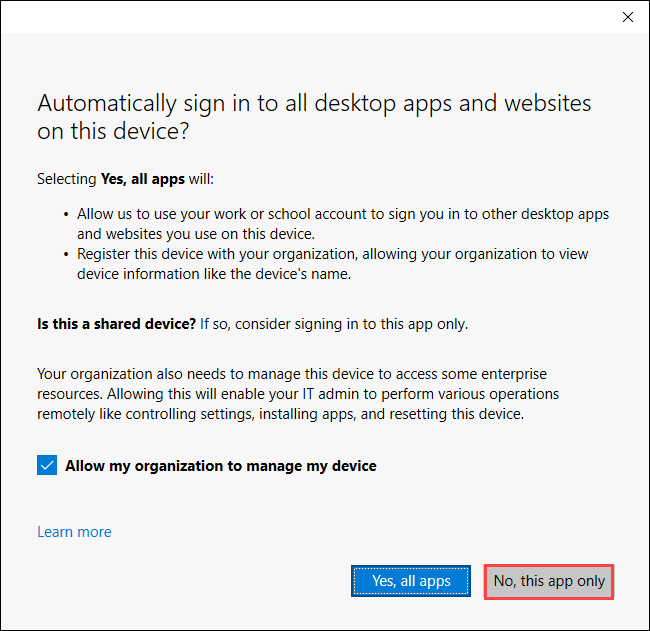 Automatically sign in to all desktop apps and websites
on this device?
Selecting Yes, all apps will:
• Allow us to use your work or school account to sign you in to other desktop apps
and websites you use on this device.
• Register this device with your organization, allowing your organization to view
device information like the device's name.
Is this a shared device? If so, consider signing in to this app only.
Your organization also needs to manage this device to access some enterprise
resources. Allowing this will enable your IT admin to perform various operations
remotely like controlling settings, installing apps, and resetting this device.
Allow my organization to manage my device
Learn more
Yes, all apps
No, this app only